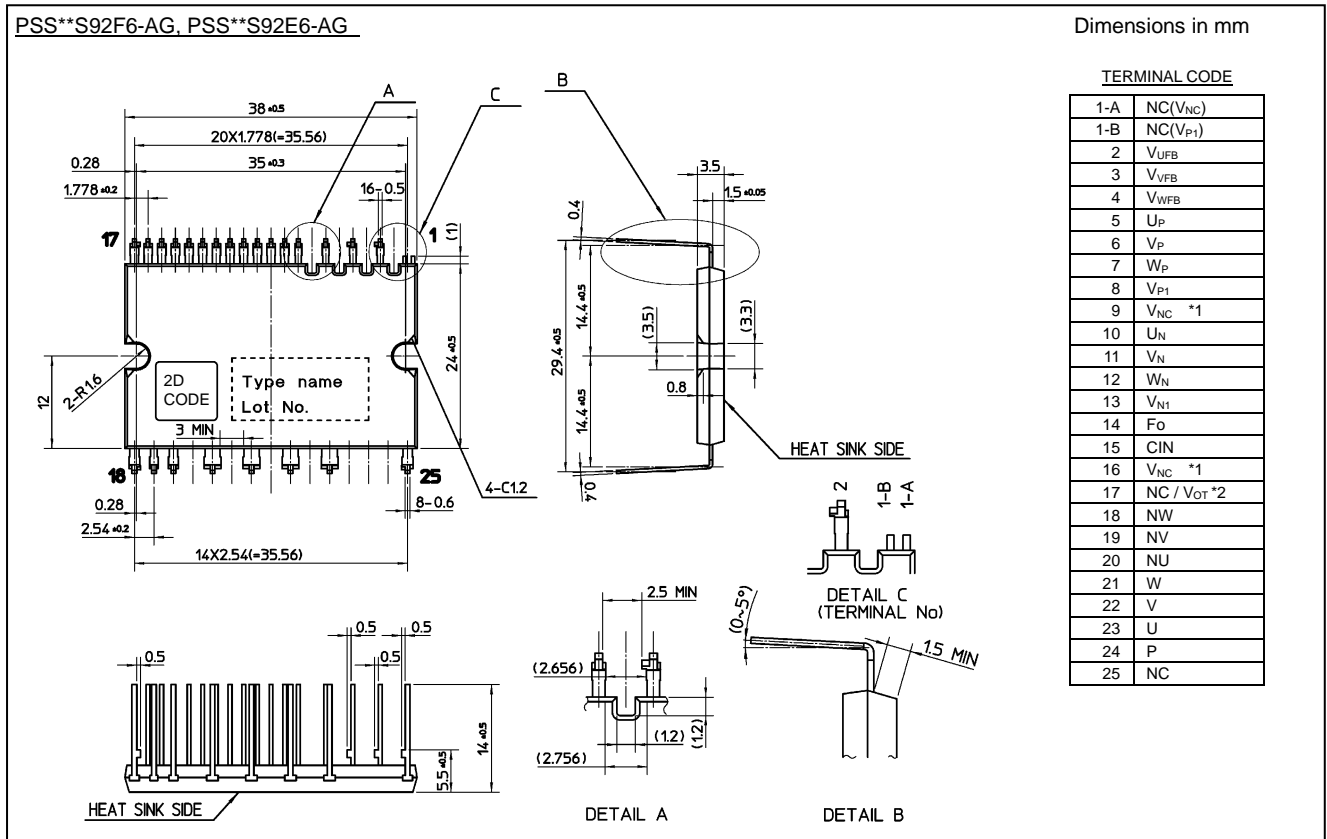 PSS**S92F6-AG, PSS**S92E6-AG
Dimensions in mm
A
C
B
38 ±0.5
20X1.778(=35.56)
0.28
35 ±0.3
1.778 ±0.2
16-0.5
17
1
(1)
2-R1.6
12
2D
CODE
Type name
Lot No.
3 MIN
24 ±0.5
18
25
4-C1.2
0.28
8-0.6
2.54 ±0.2
14X2.54(=35.56)
3.5
1.5 ±0.05
0.4
14.4 ±0.5
29.4 ±0.5
(3.5)
(3.3)
14.4 ±0.5
0.8
0.4
HEAT SINK SIDE
2
1-B
1-A
DETAIL C
(TERMINAL No)
0.5
0.5
0.5
0.5
14 ±0.5
5.5 ±0.5
HEAT SINK SIDE
2.5 MIN
(2.656)
(1.2)
(1.2)
(2.756)
DETAIL A
(0~5°)
1.5 MIN
DETAIL B
TERMINAL CODE
1-A NC(VNC)
1-B NC(VP1)
2 VUFB
3 VVFB
4 VWFB
5 UP
6 VP
7 WP
8 VP1
9 VNC *1
10 UN
11 VN
12 WN
13 VN1
14 Fo
15 CIN
16 VNC *1
17 NC / VOT *2
18 NW
19 NV
20 NU
21 W
22 V
23 U
24 P
25 NC